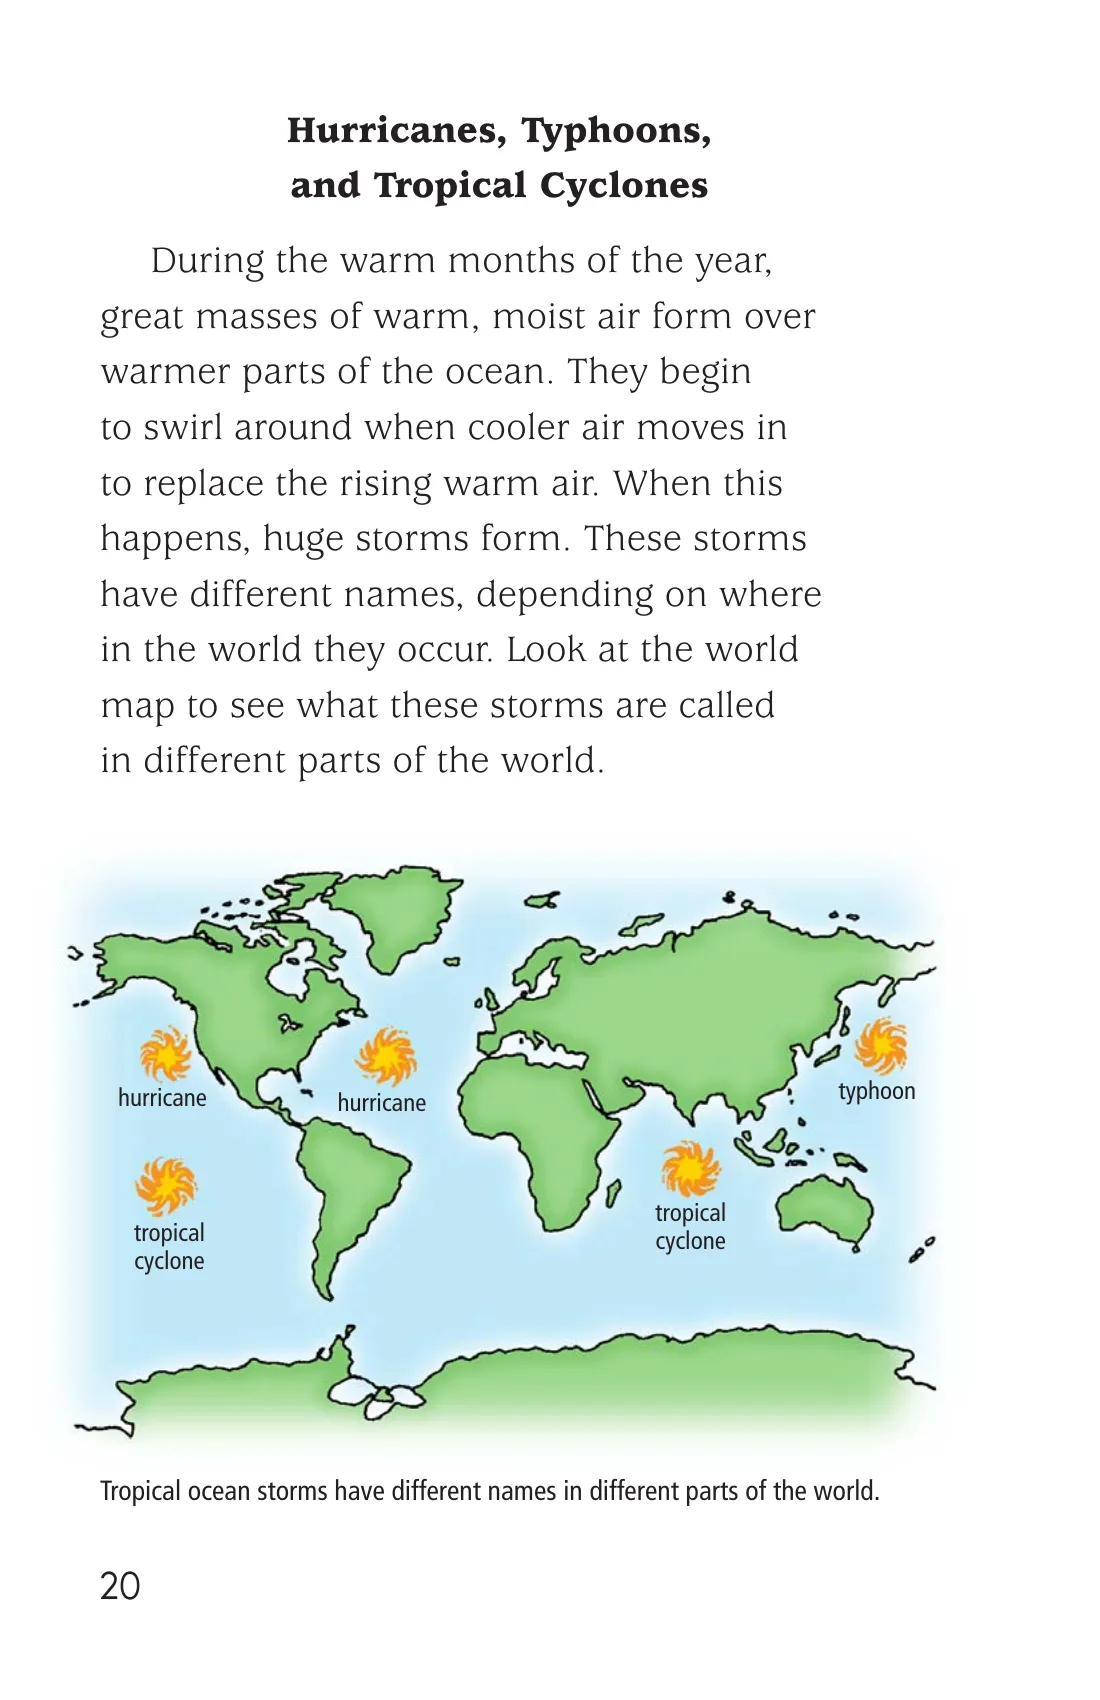 Hurricanes, Typhoons,
and Tropical Cyclones
During the warm months of the year,
great masses of warm, moist air form over
warmer parts of the ocean. They begin
to swirl around when cooler air moves in
to replace the rising warm air. When this
happens, huge storms form. These storms
have different names, depending on where
in the world they occur. Look at the world
map to see what these storms are called
in different parts of the world.
hurricane
hurricane
typhoon
tropical
cyclone
tropical
cyclone
Tropical ocean storms have different names in different parts of the world.
20